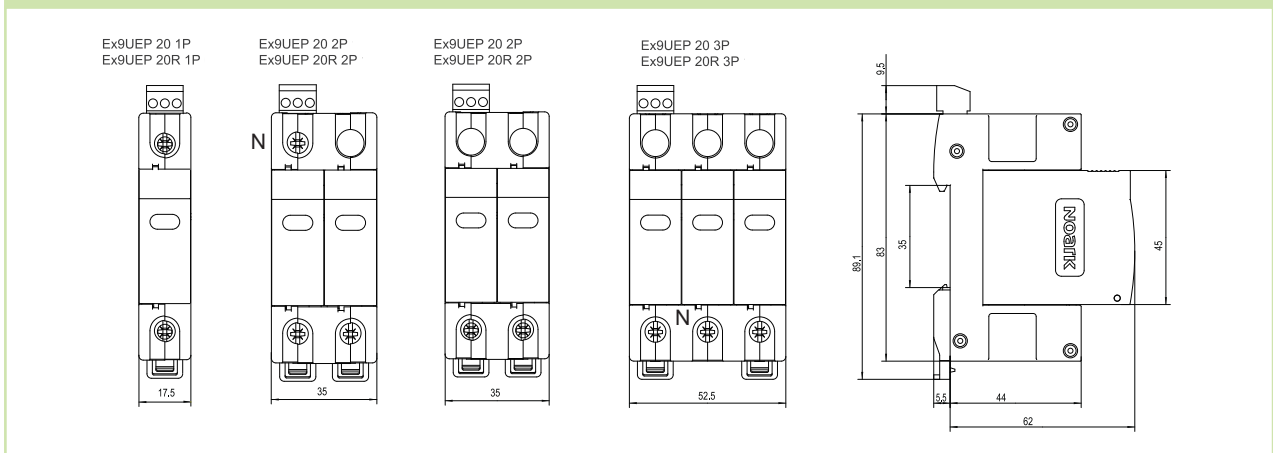 Ex9UEP 20 1P
Ex9UEP 20R 1P
Ex9UEP 20 2P
Ex9UEP 20R 2P
Ex9UEP 20 2P
Ex9UEP 20R 2P
Ex9UEP 20 3P
Ex9UEP 20R 3P
N
N
17.5
35
35
52.5
9.5
89.1
83
35
Noark
45
5.5
44
62